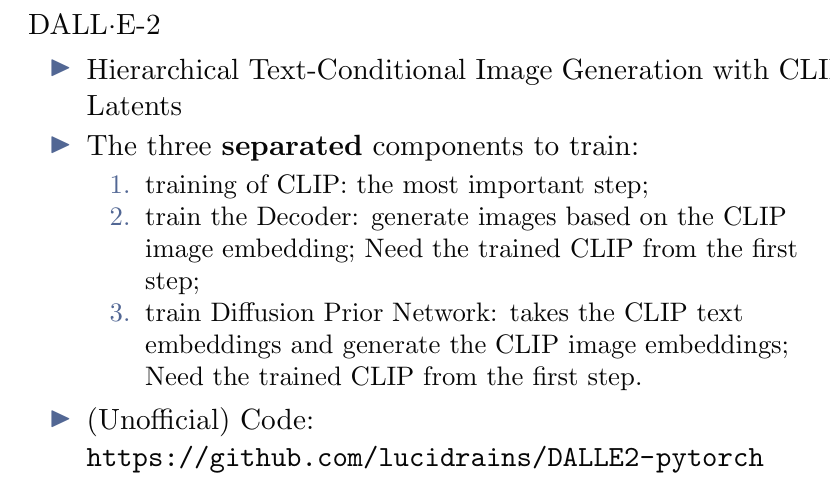 DALL·E-2
▶ Hierarchical Text-Conditional Image Generation with
Latents
▶ The three separated components to train:
1. training of CLIP: the most important step;
2. train the Decoder: generate images based on the CLIP
image embedding; Need the trained CLIP from the first
step;
3. train Diffusion Prior Network: takes the CLIP text
embeddings and generate the CLIP image embeddings;
Need the trained CLIP from the first step.
▶ (Unofficial) Code:
https://github.com/lucidrains/DALLE2-pytorch